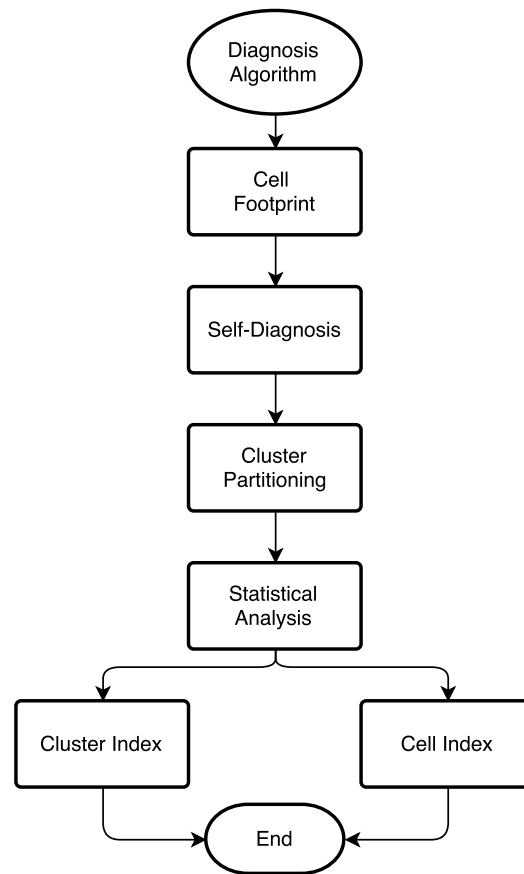 Diagnosis
Algorithm
Cell
Footprint
Self-Diagnosis
Cluster
Partitioning
Statistical
Analysis
Cluster Index
Cell Index
End